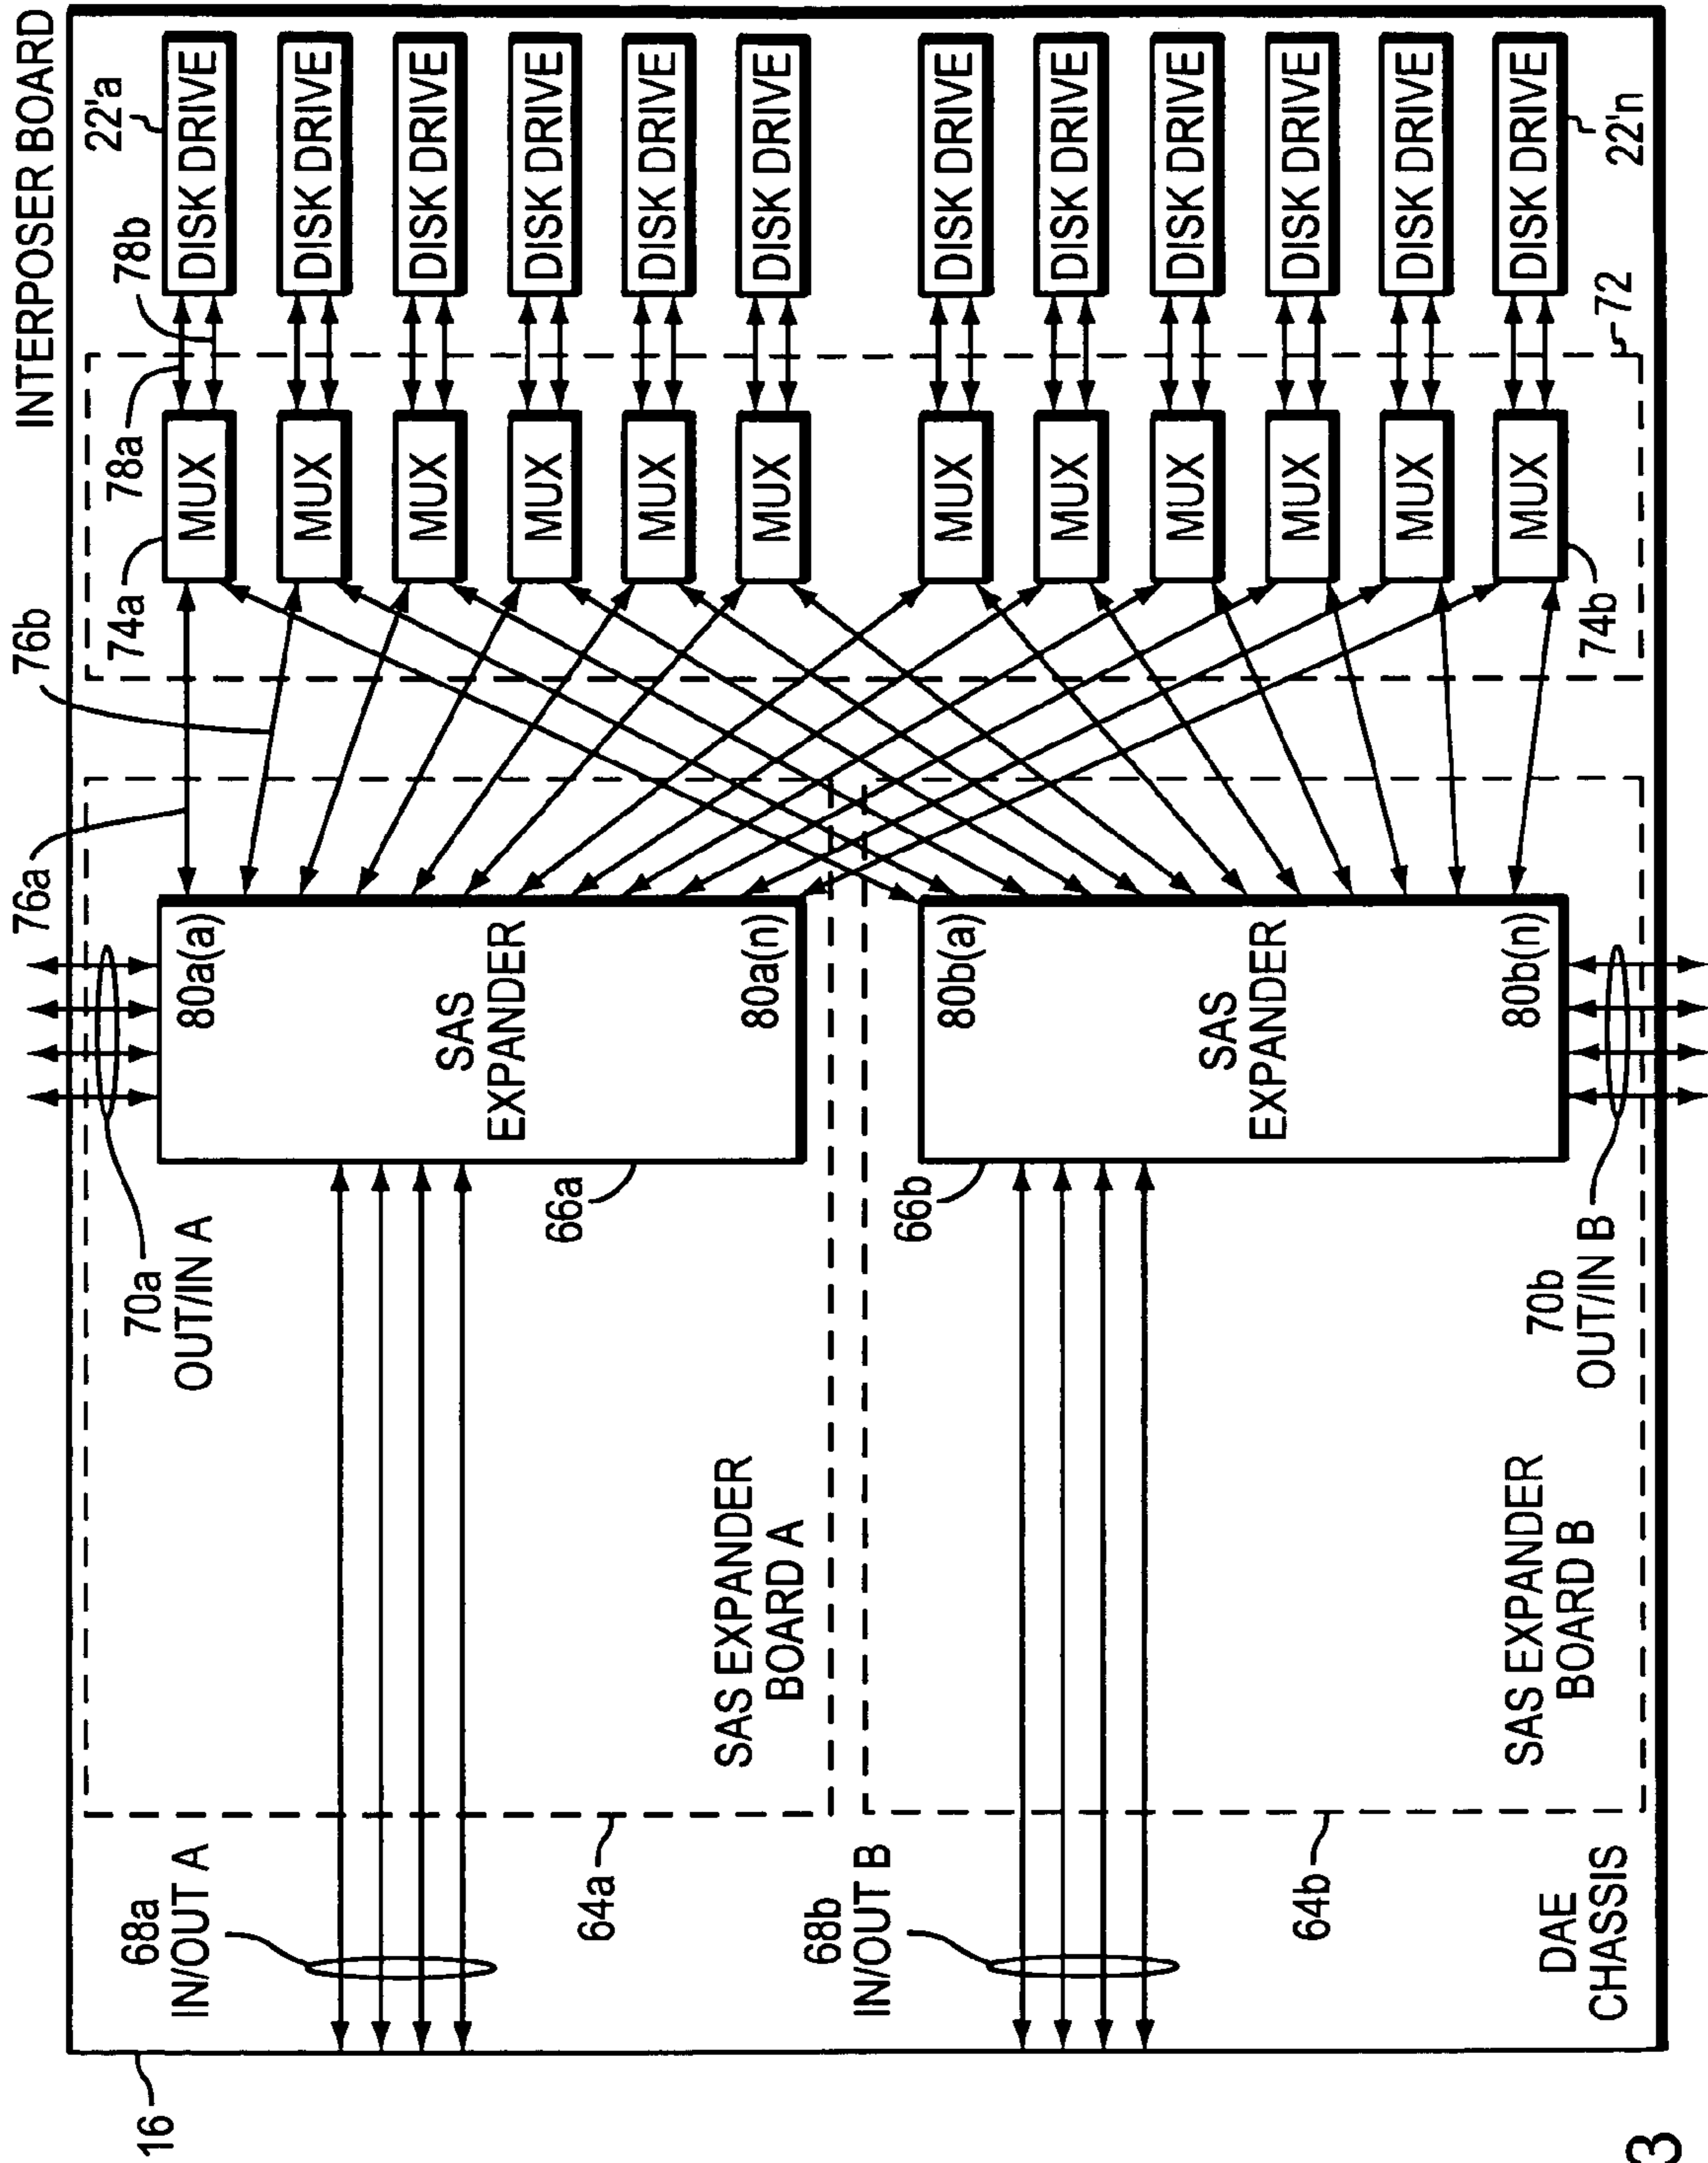 INTERPOSER BOARD
22'a
DISK DRIVE
DISK DRIVE
DISK DRIVE
DISK DRIVE
DISK DRIVE
DISK DRIVE
DISK DRIVE
DISK DRIVE
DISK DRIVE
DISK DRIVE
DISK DRIVE
DISK DRIVE
22'n
78b
72
78a
74a
MUX
MUX
MUX
MUX
MUX
MUX
MUX
MUX
MUX
MUX
MUX
MUX
74b
76b
76a
80a(a)
SAS
EXPANDER
80a(n)
80b(a)
SAS
EXPANDER
80b(n)
66a
66b
70a
OUT/IN A
70b
OUT/IN B
SAS EXPANDER
BOARD A
SAS EXPANDER
BOARD B
68a
IN/OUT A
64a
68b
IN/OUT B
64b
DAE
CHASSIS
16
3